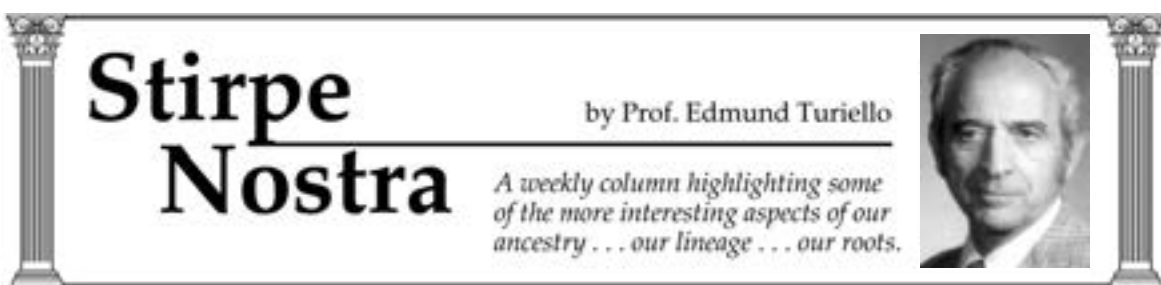 Stirpe
Nostra
by Prof. Edmund Turiello
A weekly column highlighting some
of the more interesting aspects of our
ancestry . . . our lineage . . . our roots.